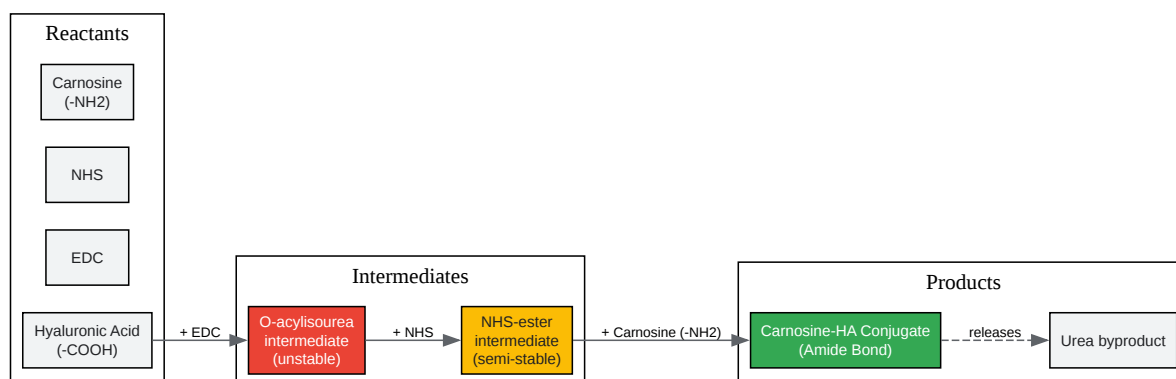 Reactants
Carnosine
(-NH2)
NHS
EDC
Hyaluronic Acid
(-COOH)
+ EDC
Intermediates
O-acylisourea
intermediate
(unstable)
+ NHS
NHS-ester
intermediate
(semi-stable)
+ Carnosine (-NH2)
Products
Carnosine-HA Conjugate
(Amide Bond)
releases
Urea byproduct